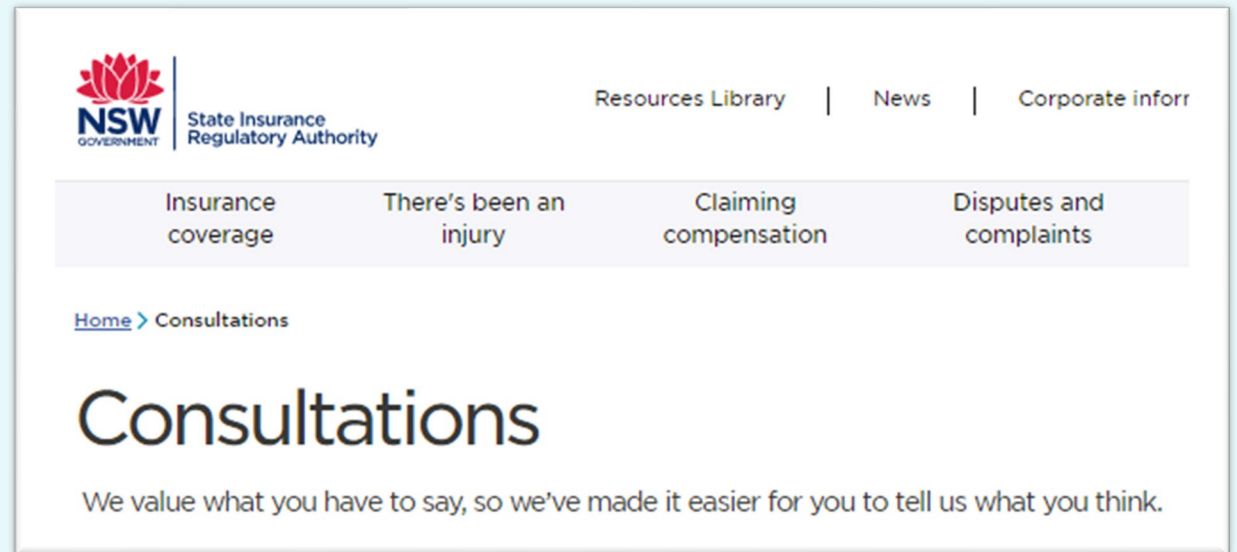 NSW
GOVERNMENT
State Insurance
Regulatory Authority
Resources Library | News | Corporate inforr
Insurance
coverage
There's been an
injury
Claiming
compensation
Disputes and
complaints
Home > Consultations
Consultations
We value what you have to say, so we've made it easier for you to tell us what you think.